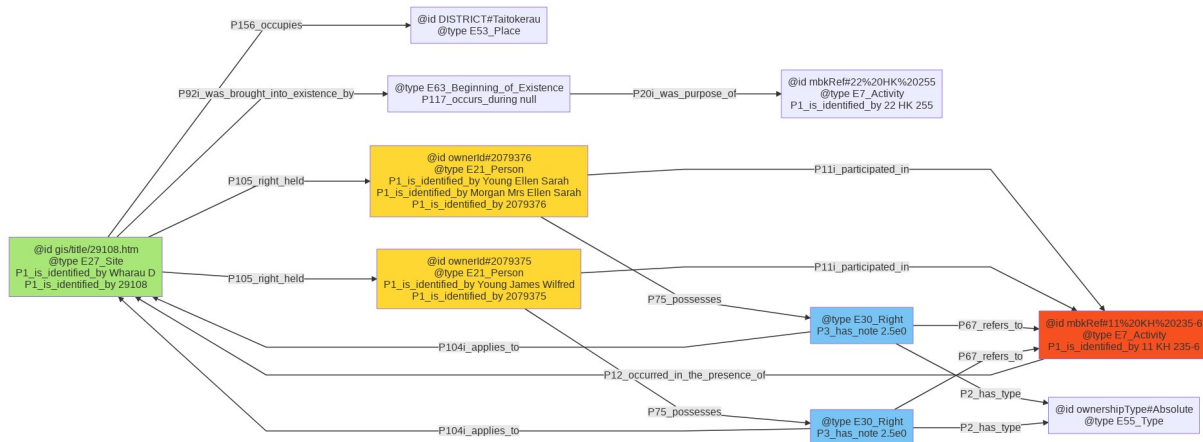 P156_occupies
@id DISTRICT#Taitokerau
@type E53_Place
P92i_was_brought_into_existence_by
@type E63_Beginning_of_Existence
P117_occurs_during null
P20i_was_purpose_of
@id mbkRef#22%20HK%20255
@type E7_Activity
P1_is_identified_by 22 HK 255
P105_right_held
@id ownerId#2079376
@type E21_Person
P1_is_identified_by Young Ellen Sarah
P1_is_identified_by Morgan Mrs Ellen Sarah
P1_is_identified_by 2079376
P11i_participated_in
@id gis/title/29108.htm
@type E27_Site
P1_is_identified_by Wharau D
P1_is_identified_by 29108
P105_right_held
@id ownerId#2079375
@type E21_Person
P1_is_identified_by Young James Wilfred
P1_is_identified_by 2079375
P11i_participated_in
P75_possesses
@type E30_Right
P3_has_note 2.5e0
P67_refers_to
@id mbkRef#11%20KH%20235-6
@type E7_Activity
P1_is_identified_by 11 KH 235-6
P104i_applies_to
P67_refers_to
P12_occurred_in_the_presence_of
P2_has_type
P75_possesses
@type E30_Right
P3_has_note 2.5e0
P2_has_type
@id ownershipType#Absolute
@type E55_Type
P104i_applies_to